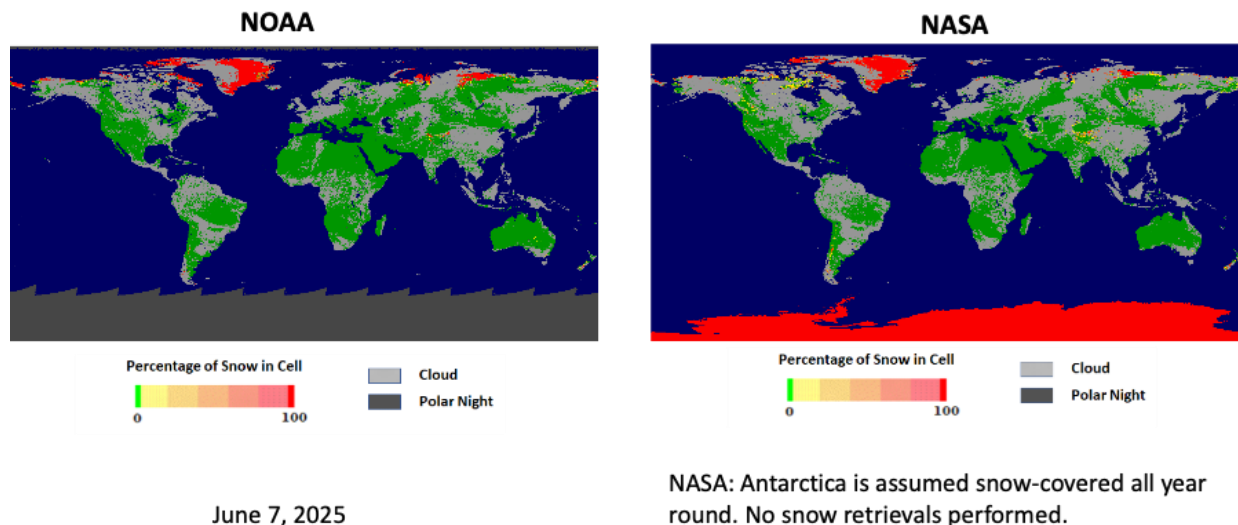 NOAA
NASA
Percentage of Snow in Cell
0
100
Cloud
Polar Night
Percentage of Snow in Cell
0
100
Cloud
Polar Night
June 7, 2025
NASA: Antarctica is assumed snow-covered all year
round. No snow retrievals performed.